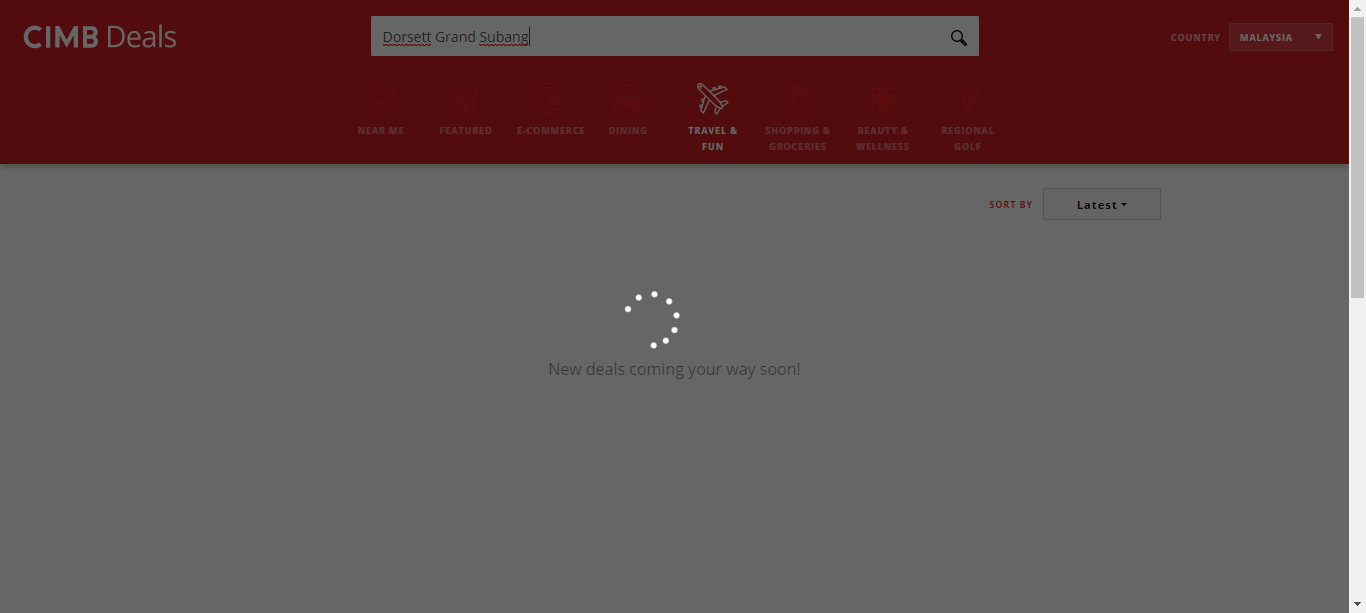 CIMB Deals
Dorsett Grand Subang
COUNTRY
MALAYSIA
NEAR ME
FEATURED
E-COMMERCE
DINING
TRAVEL &
FUN
SHOPPING &
GROCERIES
BEAUTY &
WELLNESS
REGIONAL
GOLF
SORT BY
Latest
New deals coming your way soon!